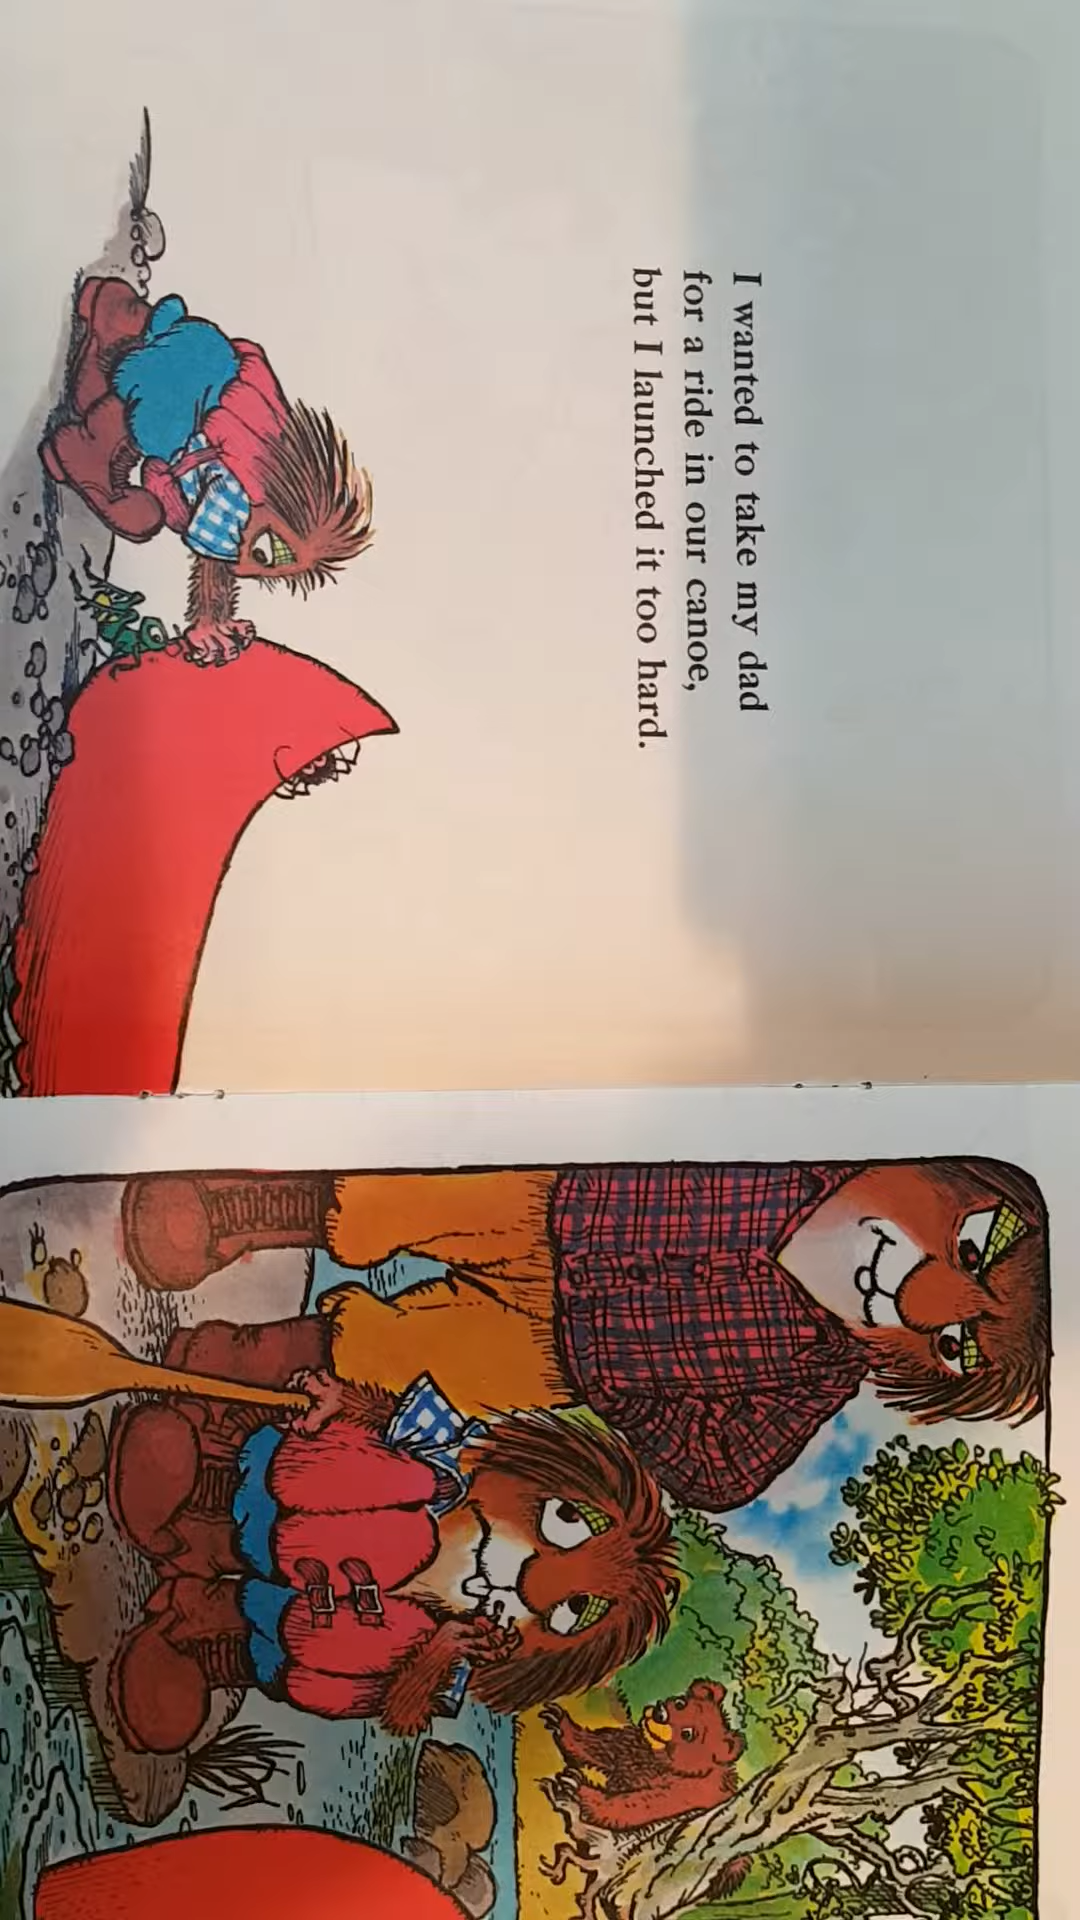 I wanted to take my dad
for a ride in our canoe,
but I launched it too hard.